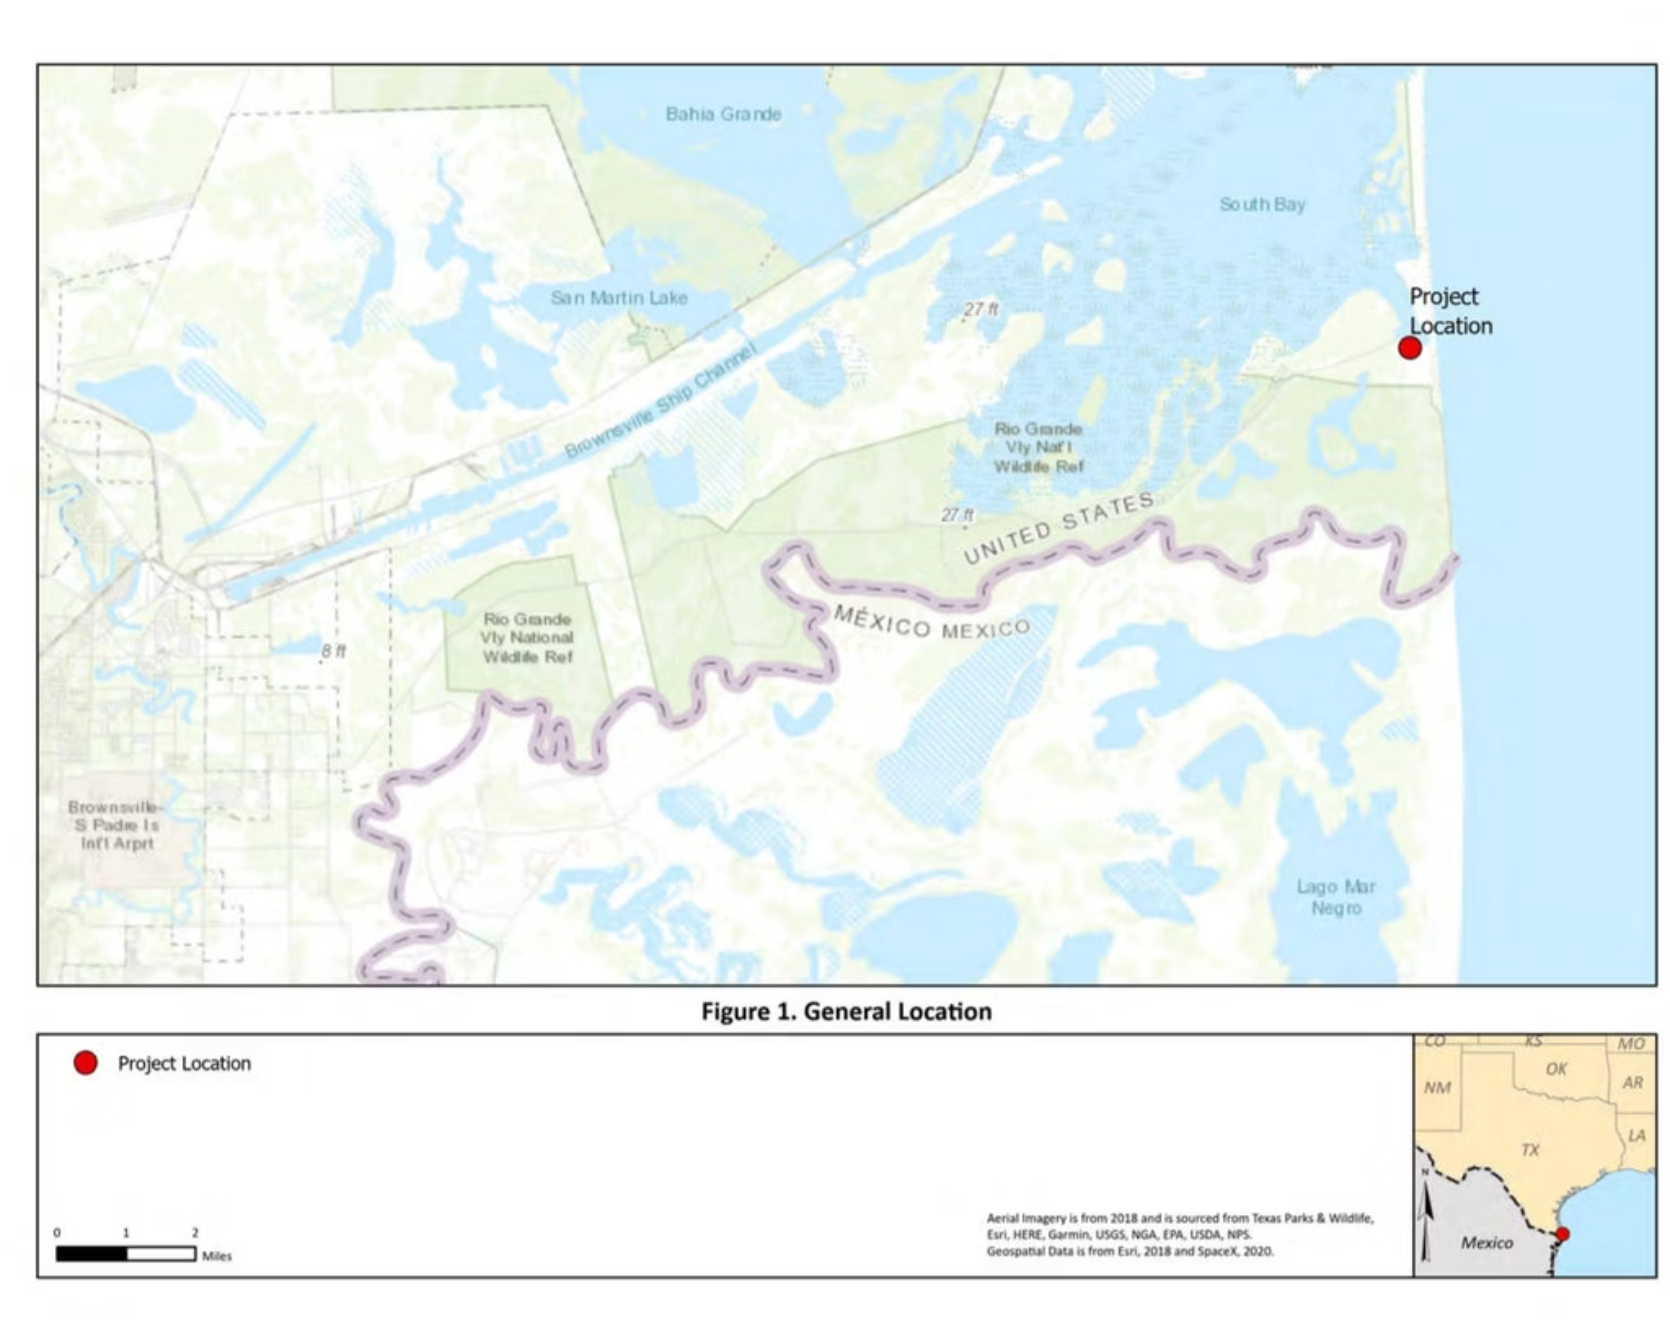 Bahia Grande
South Bay
San Martin Lake
27 ft
Project
Location
Brownsville Ship Channel
Rio Grande
Vly Nat'l
Wildlife Ref
27 ft
UNITED STATES
MÉXICO MEXICO
Rio Grande
Vly National
Wildlife Ref
8 ft
Brownsville-
S Padre Is
Int'l Arprt
Lago Mar
Negro
Figure 1. General Location
Project Location
0 1 2
Miles
Aerial Imagery is from 2018 and is sourced from Texas Parks & Wildlife,
Esri, HERE, Garmin, USGS, NGA, EPA, USDA, NPS.
Geospatial Data is from Esri, 2018 and SpaceX, 2020.
CO KS MO
OK
NM AR
LA
TX
N
Mexico